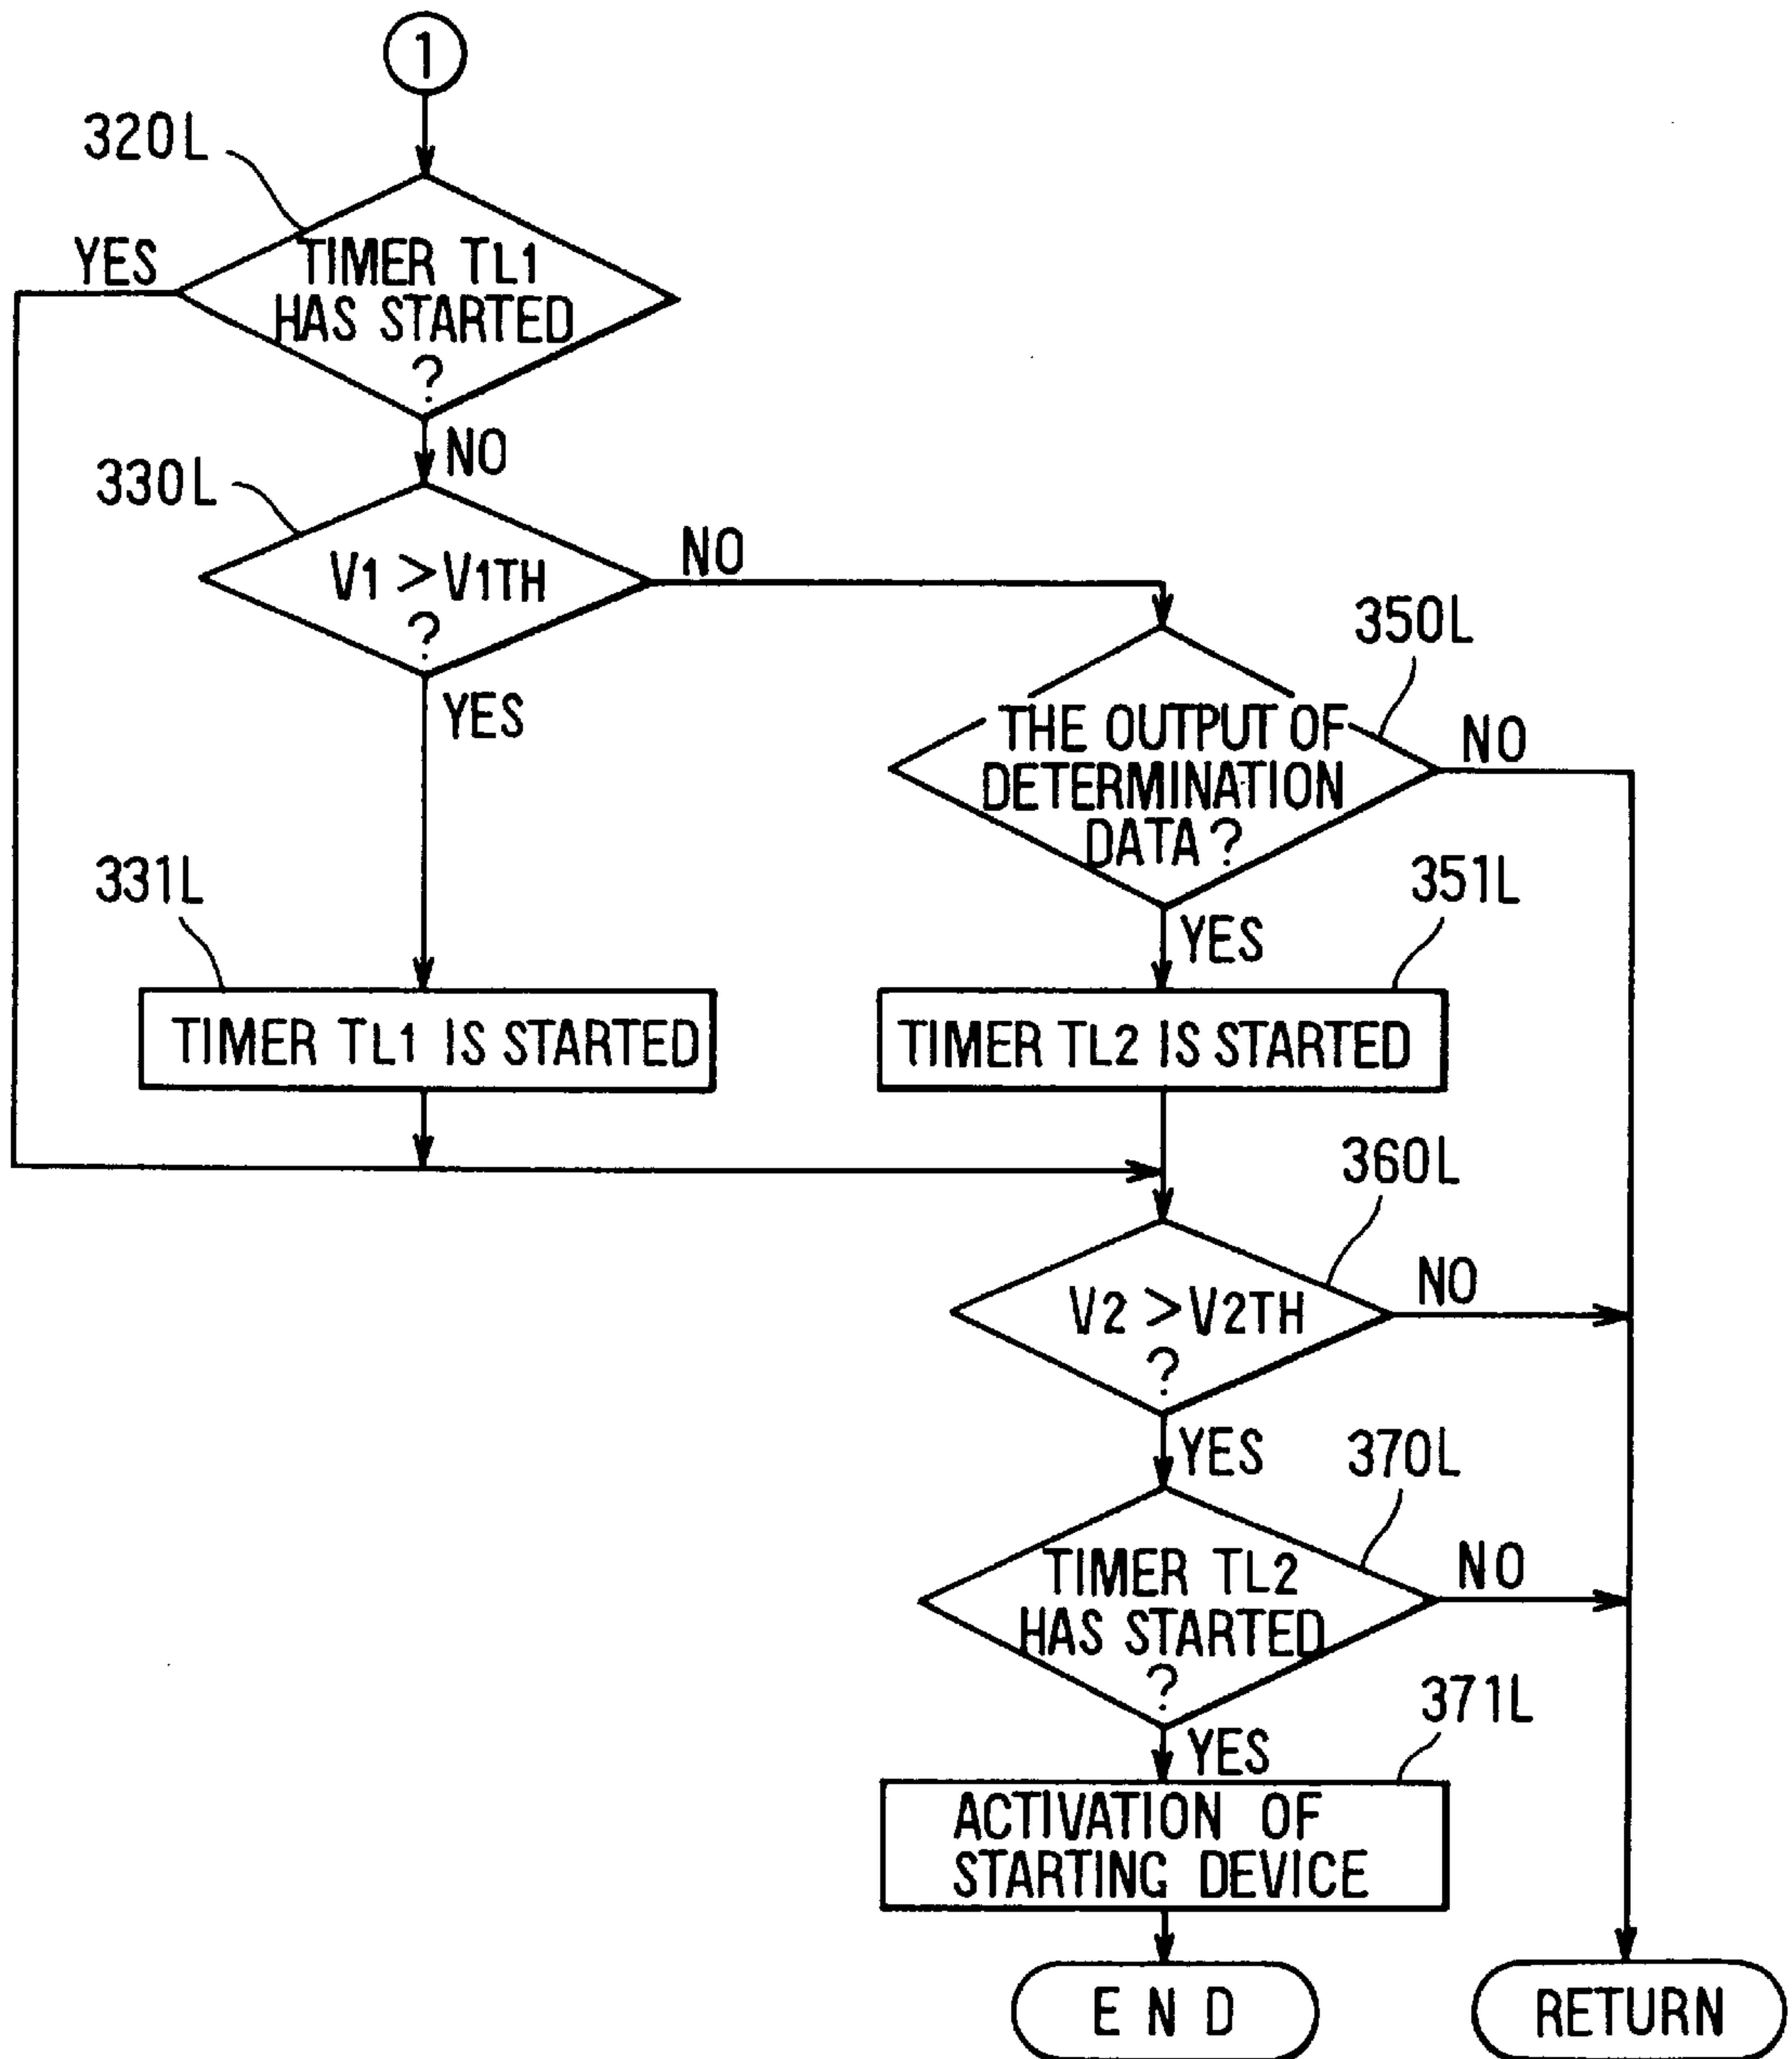 1
320L
YES
TIMER TL1
HAS STARTED
?
NO
330L
V1 > V1TH
?
NO
YES
350L
THE OUTPUT OF
DETERMINATION
DATA ?
NO
YES
331L
351L
TIMER TL1 IS STARTED
TIMER TL2 IS STARTED
360L
V2 > V2TH
?
NO
YES
370L
TIMER TL2
HAS STARTED
?
NO
YES
371L
ACTIVATION OF
STARTING DEVICE
END
RETURN